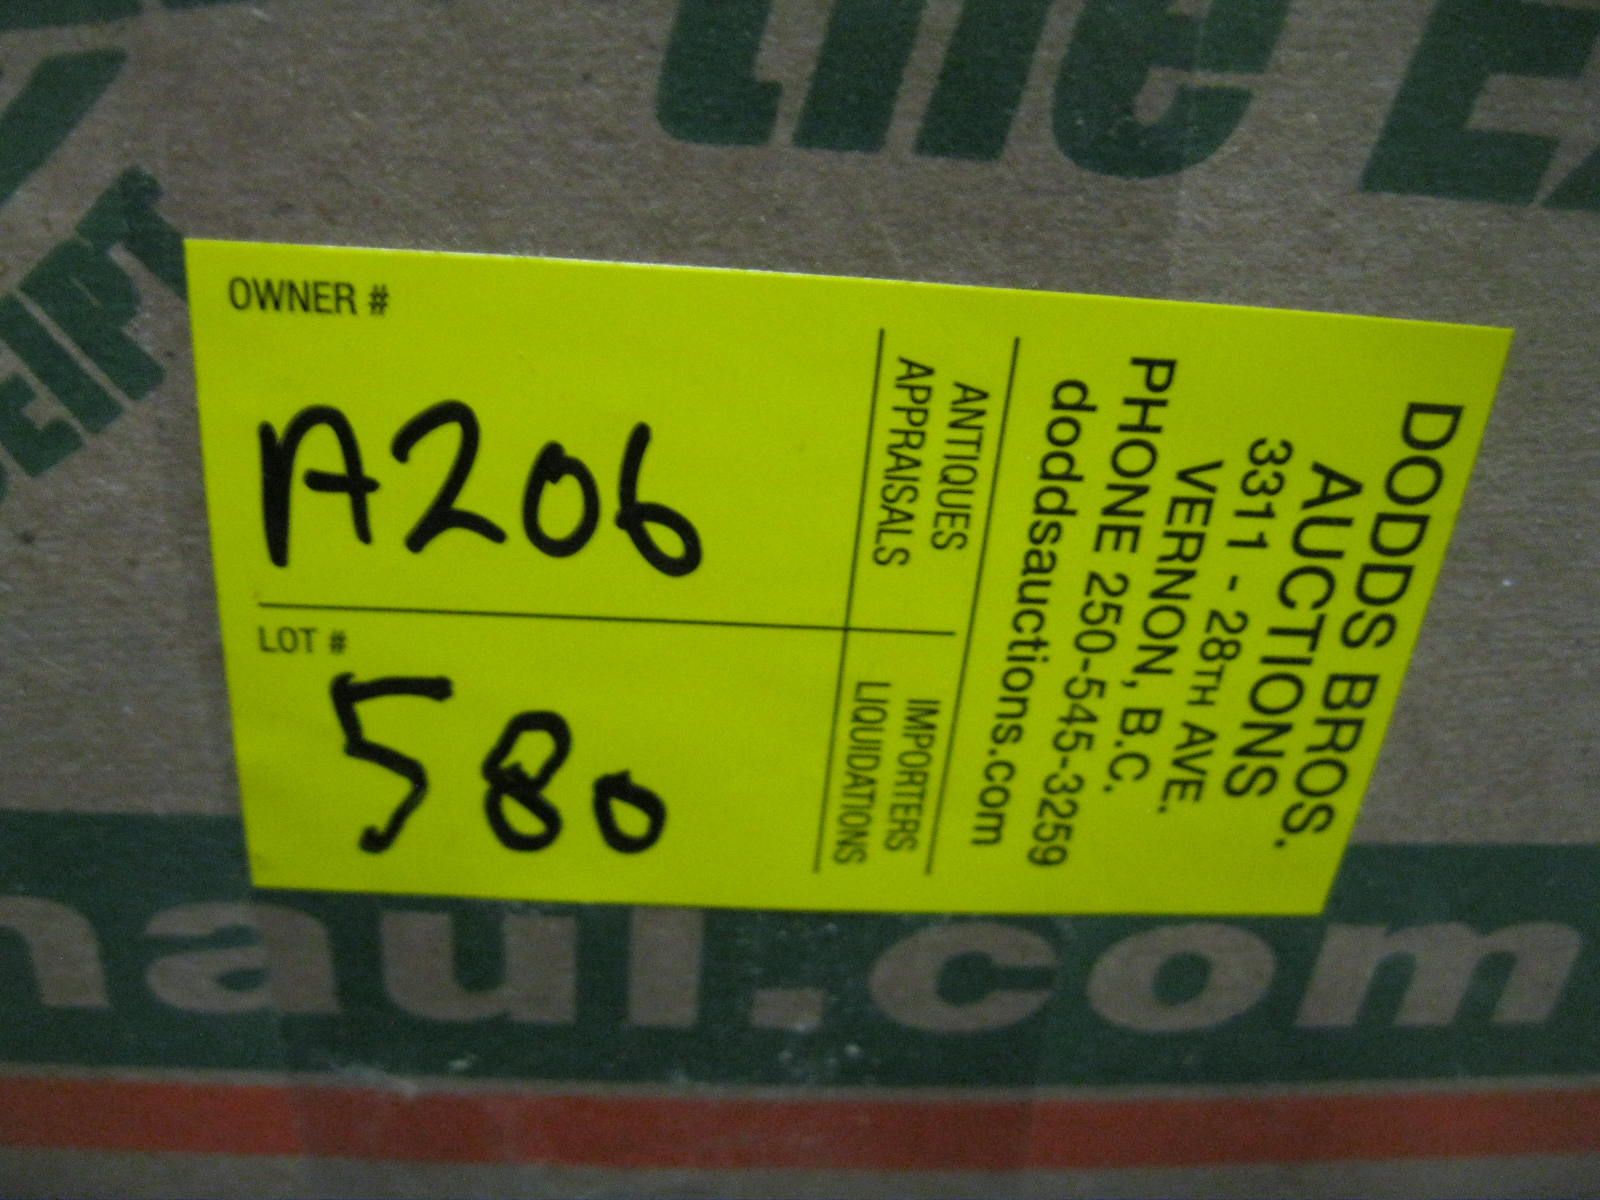 the
OWNER #
A206
LOT #
580
ANTIQUES
APPRAISALS
IMPORTERS
LIQUIDATIONS
DODDS BROS.
AUCTIONS
3311 - 28TH AVE.
VERNON, B.C.
PHONE 250-545-3259
doddsauctions.com
haul.com